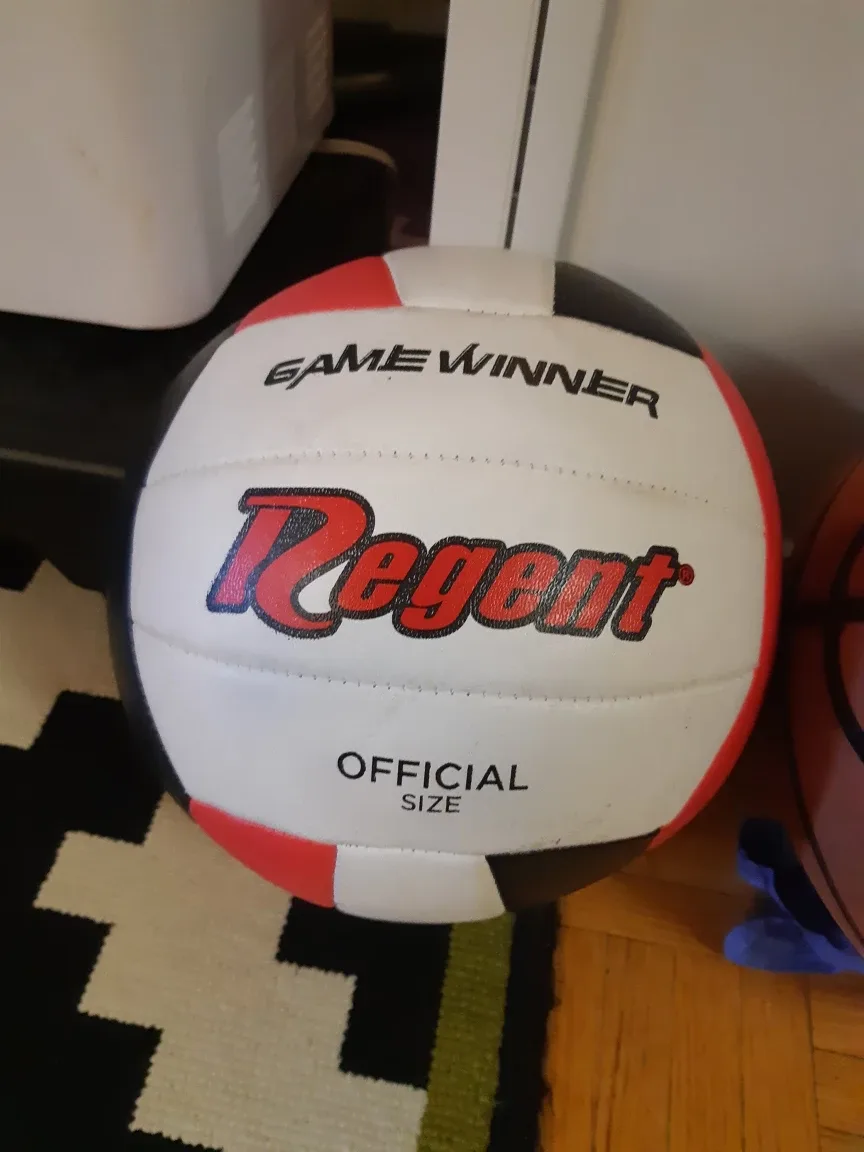 GAME WINNER
Regent®
OFFICIAL
SIZE